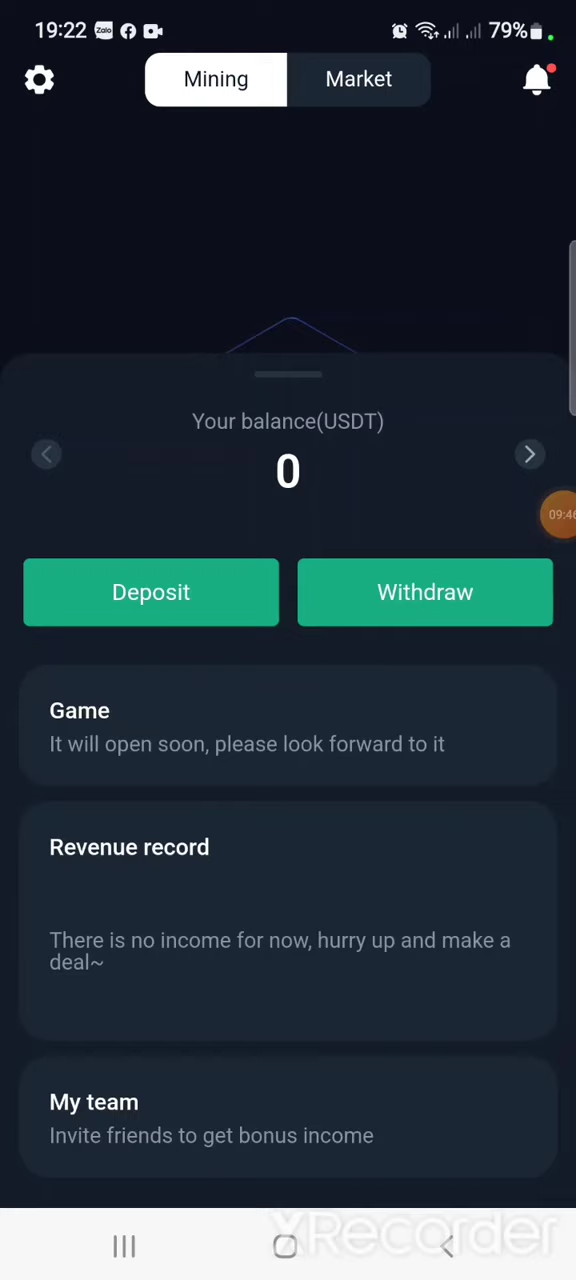 19:22 Zalo 79%
Mining Market
Your balance(USDT)
0
09:46
Deposit Withdraw
Game
It will open soon, please look forward to it
Revenue record
There is no income for now, hurry up and make a
deal~
My team
Invite friends to get bonus income
XRecorder